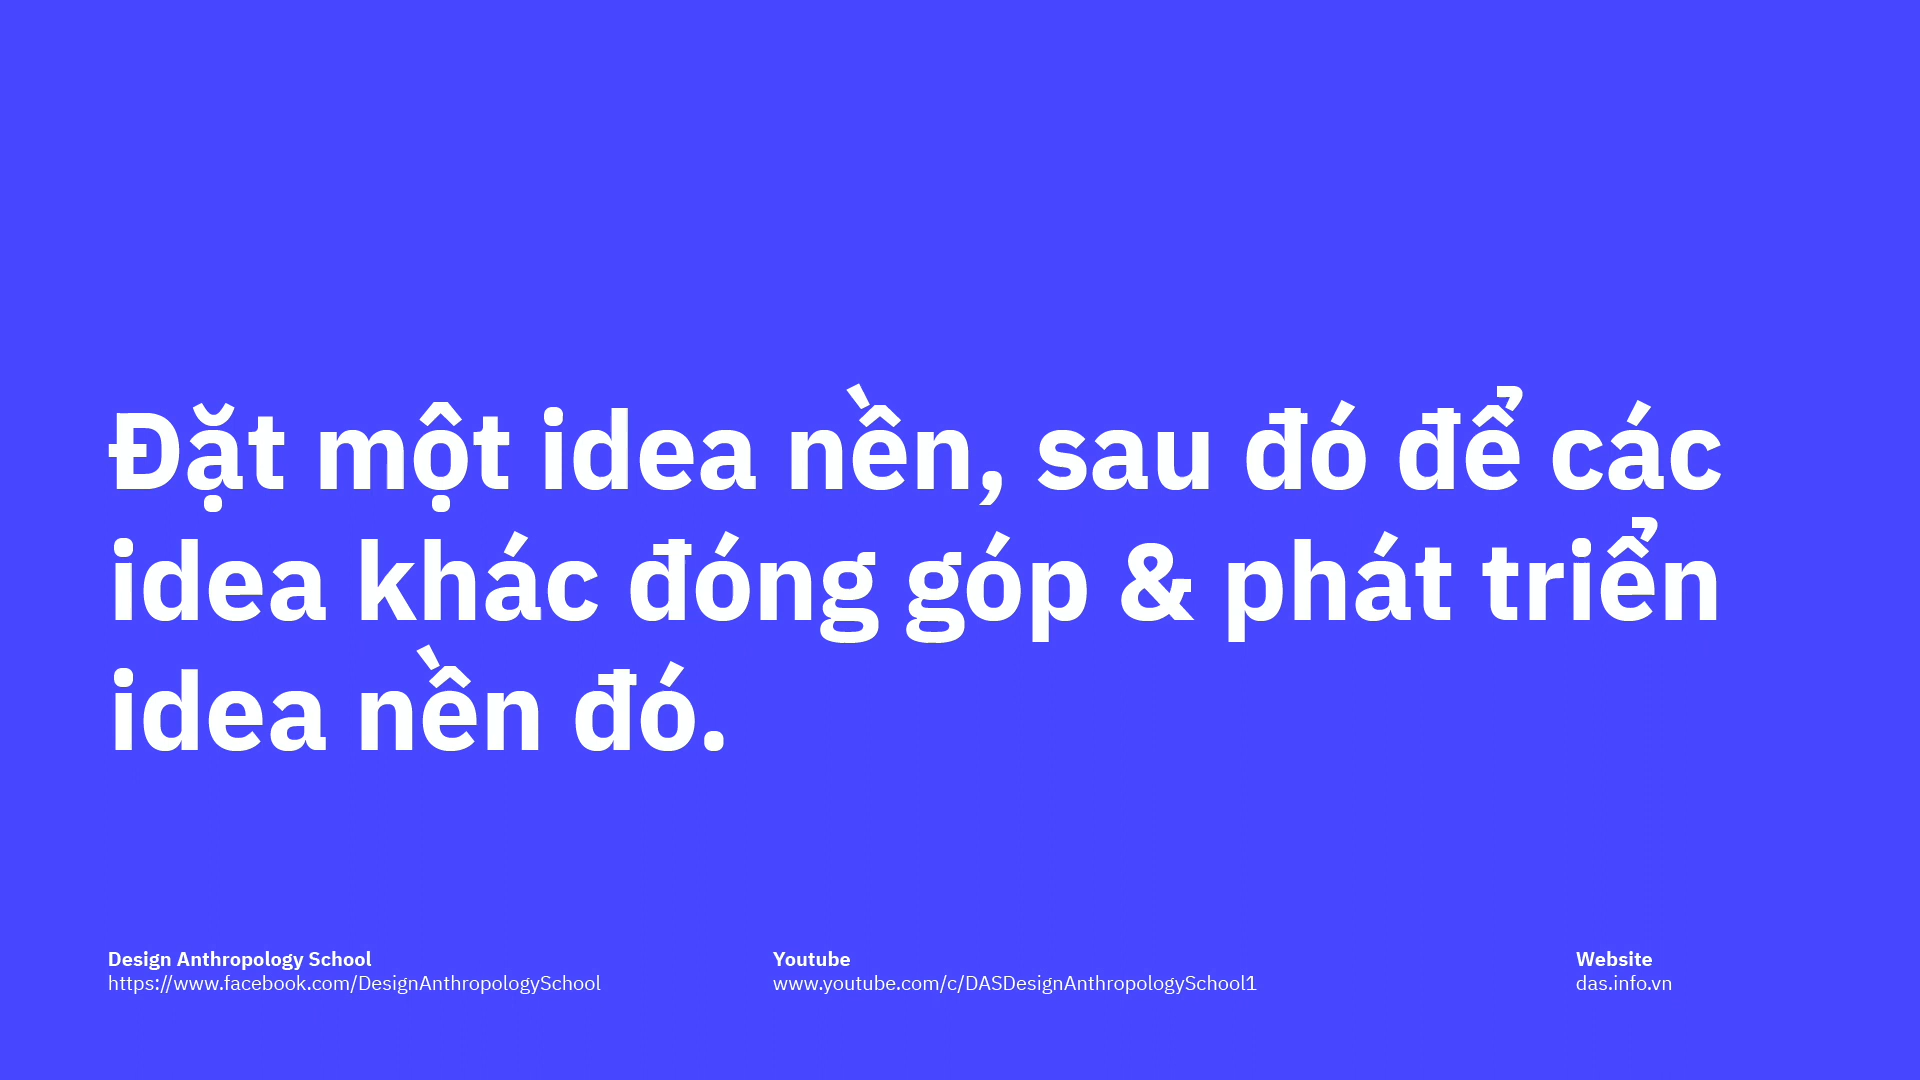 Đặt một idea nền, sau đó để các
idea khác đóng góp & phát triển
idea nền đó.
Design Anthropology School
https://www.facebook.com/DesignAnthropologySchool
Youtube
www.youtube.com/c/DASDesignAnthropologySchool1
Website
das.info.vn